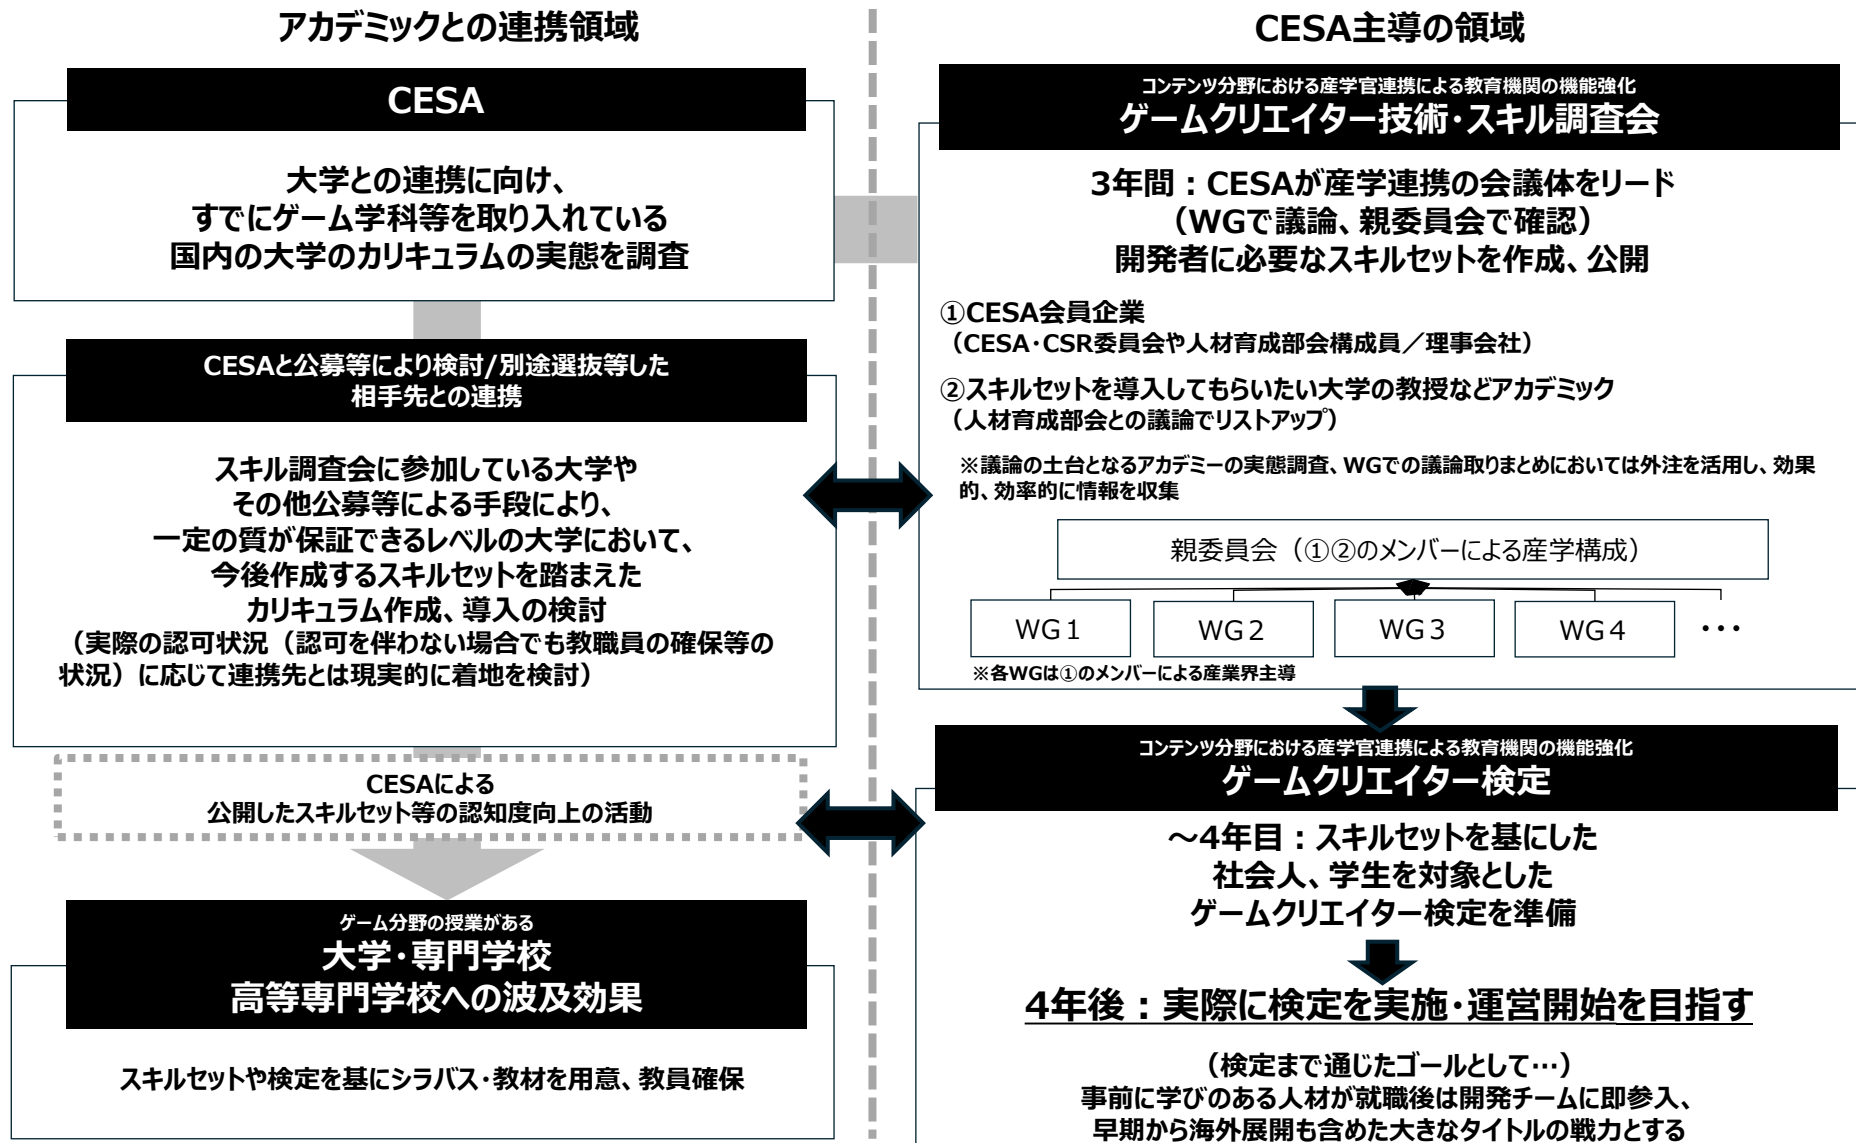 アカデミックとの連携領域
CESA
大学との連携に向け、
すでにゲーム学科等を取り入れている
国内の大学のカリキュラムの実態を調査
CESAと公募等により検討/別途選抜等した
相手先との連携
スキル調査会に参加している大学や
その他公募等による手段により、
一定の質が保証できるレベルの大学において、
今後作成するスキルセットを踏まえた
カリキュラム作成、導入の検討
（実際の認可状況（認可を伴わない場合でも教職員の確保等の
状況）に応じて連携先とは現実的に着地を検討）
CESAによる
公開したスキルセット等の認知度向上の活動
ゲーム分野の授業がある
大学・専門学校
高等専門学校への波及効果
スキルセットや検定を基にシラバス・教材を用意、教員確保
CESA主導の領域
コンテンツ分野における産学官連携による教育機関の機能強化
ゲームクリエイター技術・スキル調査会
3年間：CESAが産学連携の会議体をリード
（WGで議論、親委員会で確認）
開発者に必要なスキルセットを作成、公開
①CESA会員企業
（CESA・CSR委員会や人材育成部会構成員／理事会社）
②スキルセットを導入してもらいたい大学の教授などアカデミック
（人材育成部会との議論でリストアップ）
※議論の土台となるアカデミーの実態調査、WGでの議論取りまとめにおいては外注を活用し、効果
的、効率的に情報を収集
親委員会（①②のメンバーによる産学構成）
WG１
WG２
WG３
WG４
・・・
※各WGは①のメンバーによる産業界主導
コンテンツ分野における産学官連携による教育機関の機能強化
ゲームクリエイター検定
～4年目：スキルセットを基にした
社会人、学生を対象とした
ゲームクリエイター検定を準備
4年後：実際に検定を実施・運営開始を目指す
（検定まで通じたゴールとして…）
事前に学びのある人材が就職後は開発チームに即参入、
早期から海外展開も含めた大きなタイトルの戦力とする